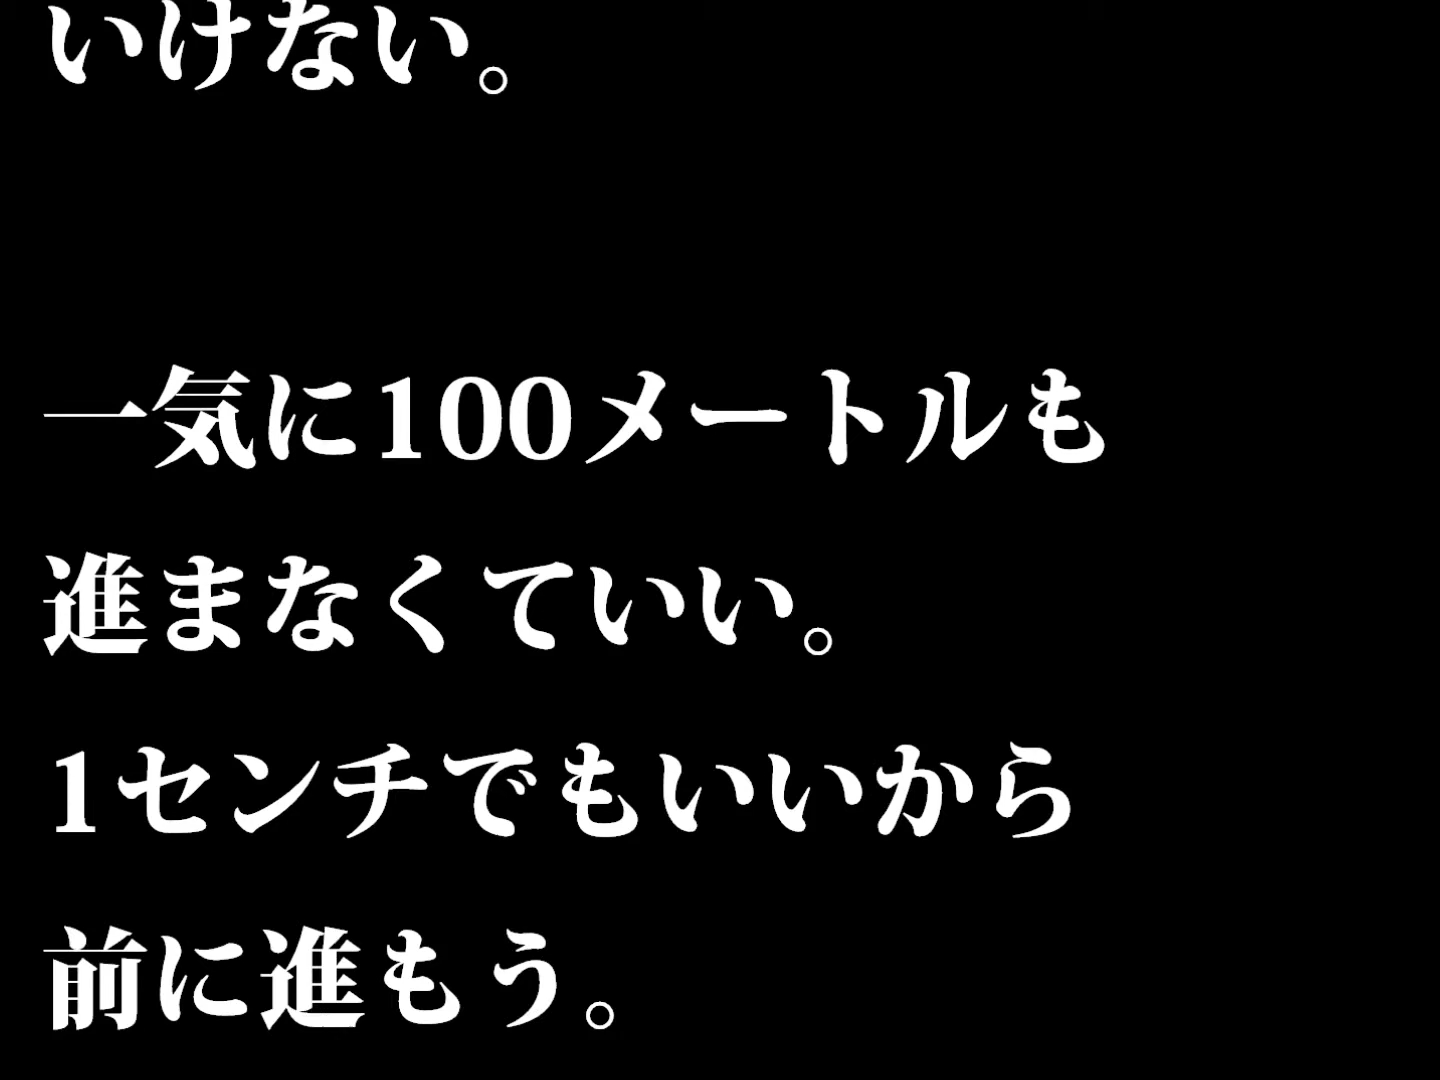 いけない。
一気に100メートルも
進まなくていい。
1センチでもいいから
前に進もう。